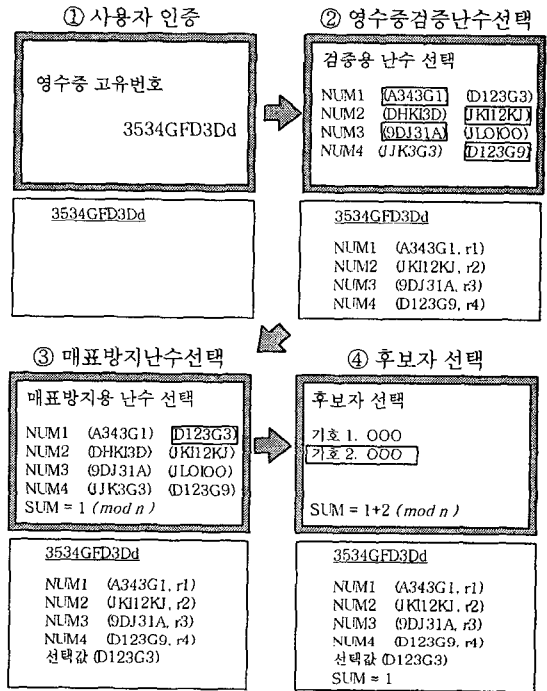 ① 사용자 인증
영수증 고유번호
3534GFD3Dd
3534GFD3Dd
② 영수증검증난수선택
검종용 난수 선택
NUM1 (A343G1) (D123G3)
NUM2 (DHKI3D) (JKI12KJ)
NUM3 (9DJ31A) (JLOIOO)
NUM4 (JJK3G3) (D123G9)
3534GFD3Dd
NUM1 (A343G1, r1)
NUM2 (JKI12KJ, r2)
NUM3 (9DJ31A, r3)
NUM4 (D123G9, r4)
③ 매표방지난수선택
매표방지용 난수 선택
NUM1 (A343G1) (D123G3)
NUM2 (DHKI3D) (JKI12KJ)
NUM3 (9DJ31A) (JLOIOO)
NUM4 (JJK3G3) (D123G9)
SUM = 1 (mod n)
3534GFD3Dd
NUM1 (A343G1, r1)
NUM2 (JKI12KJ, r2)
NUM3 (9DJ31A, r3)
NUM4 (D123G9, r4)
선택값 (D123G3)
④ 후보자 선택
후보자 선택
기호 1. OOO
기호 2. OOO
SUM = 1+2 (mod n)
3534GFD3Dd
NUM1 (A343G1, r1)
NUM2 (JKI12KJ, r2)
NUM3 (9DJ31A, r3)
NUM4 (D123G9, r4)
선택값 (D123G3)
SUM = 1